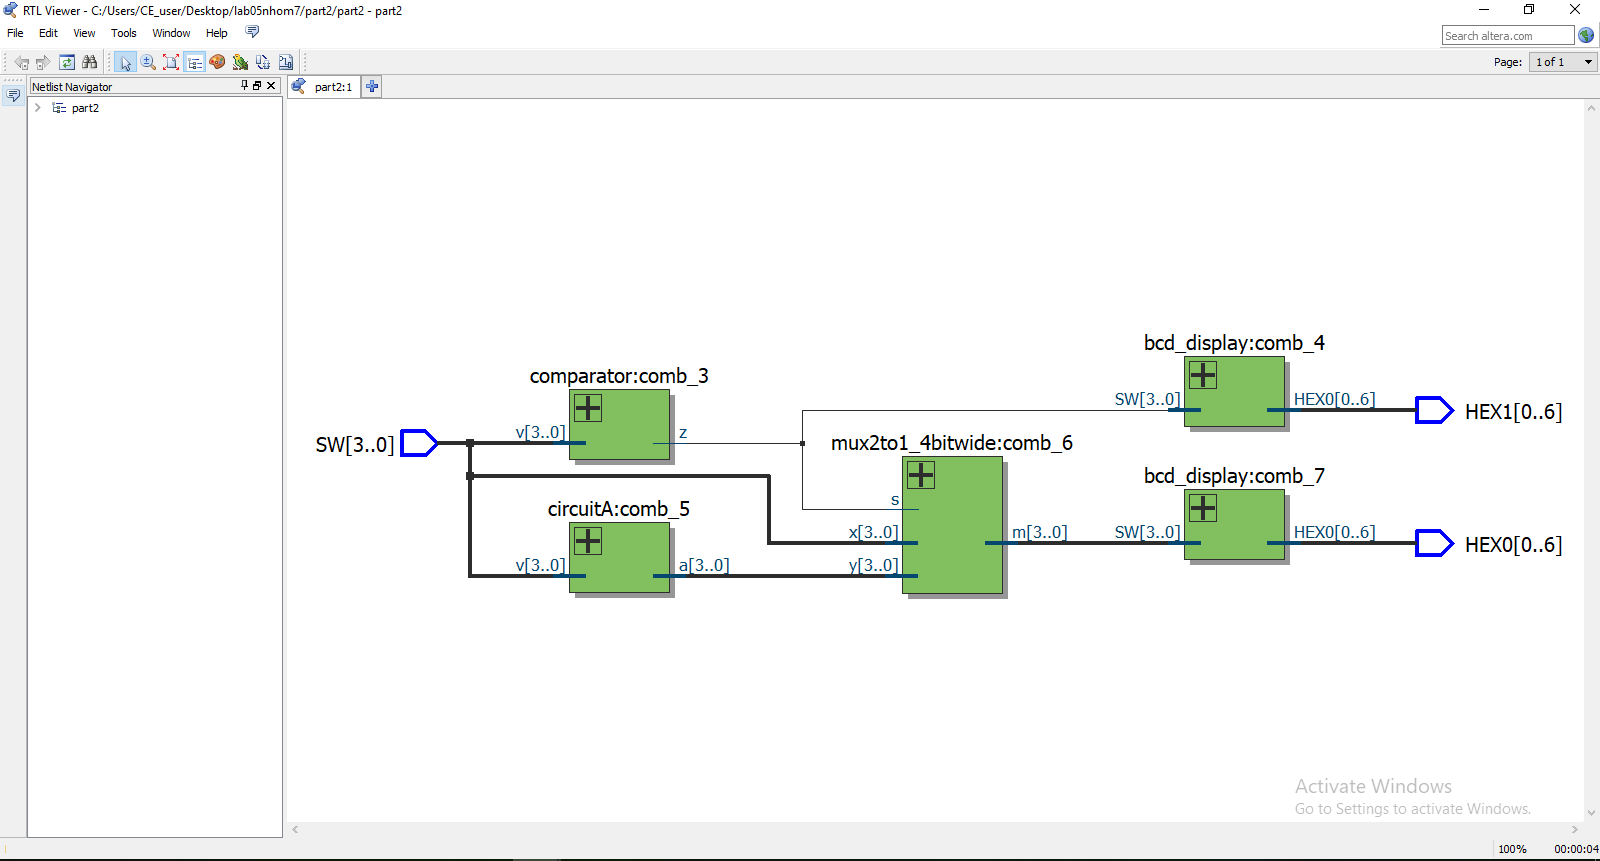 RTL Viewer - C:/Users/CE_user/Desktop/lab05nhom7/part2/part2 - part2
File Edit View Tools Window Help
Search altera.com
Page: 1 of 1
Netlist Navigator
part2:1
part2
bcd_display:comb_4
comparator:comb_3
SW[3..0] HEX0[0..6]
HEX1[0..6]
v[3..0] z
SW[3..0]
mux2to1_4bitwide:comb_6
bcd_display:comb_7
s
circuitA:comb_5
x[3..0] m[3..0] SW[3..0] HEX0[0..6]
HEX0[0..6]
v[3..0] a[3..0] y[3..0]
Activate Windows
Go to Settings to activate Windows.
100% 00:00:04